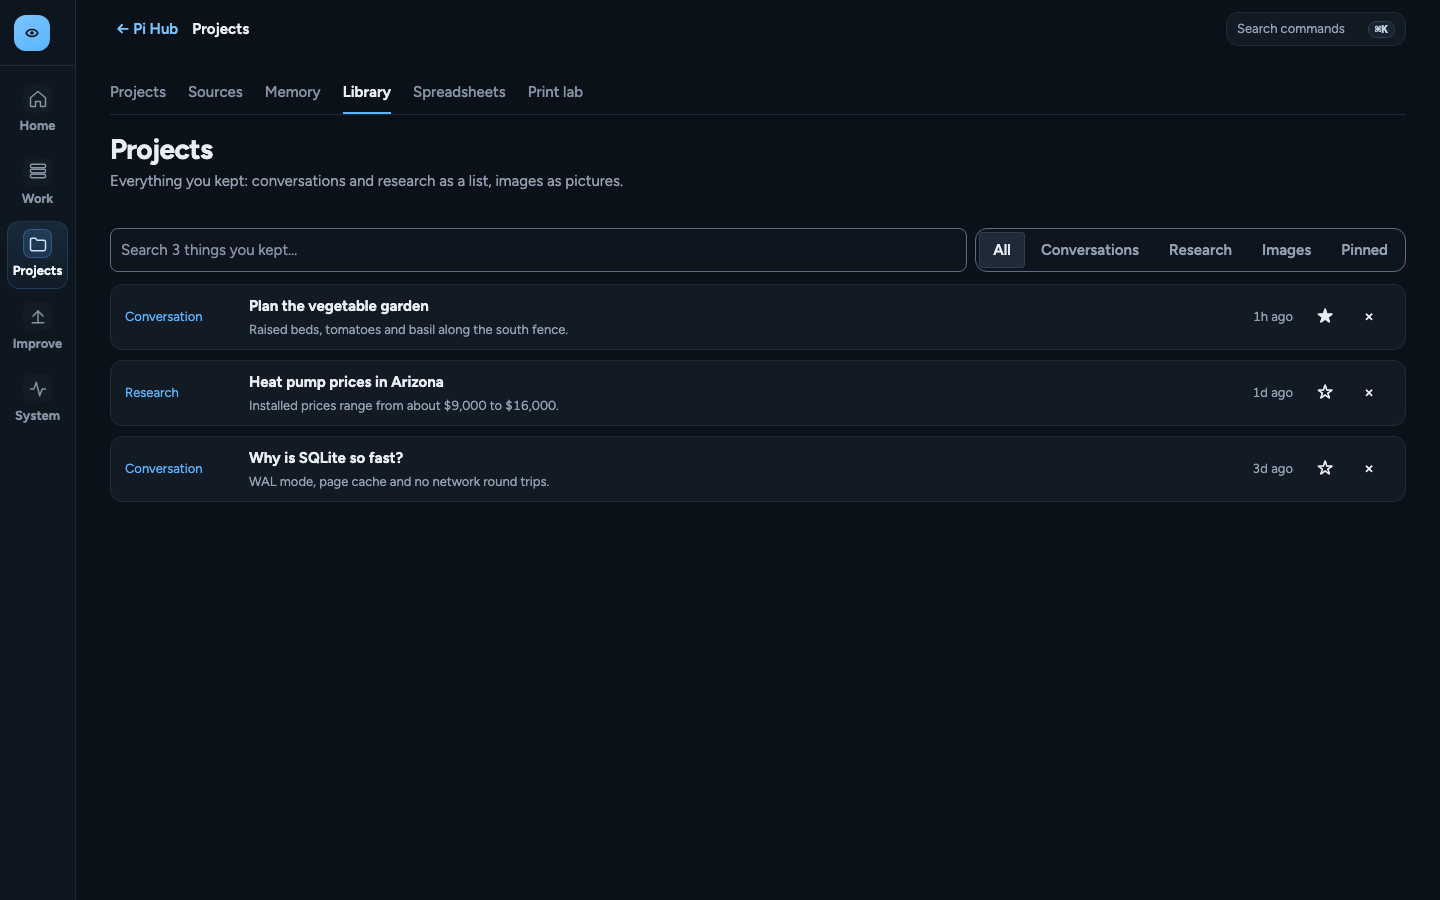 ← Pi Hub Projects
Search commands ⌘K
Projects Sources Memory Library Spreadsheets Print lab
Home
Work
Projects
Improve
System
Projects
Everything you kept: conversations and research as a list, images as pictures.
Search 3 things you kept...
All Conversations Research Images Pinned
Conversation
Plan the vegetable garden
Raised beds, tomatoes and basil along the south fence.
1h ago ★ ×
Research
Heat pump prices in Arizona
Installed prices range from about $9,000 to $16,000.
1d ago ☆ ×
Conversation
Why is SQLite so fast?
WAL mode, page cache and no network round trips.
3d ago ☆ ×